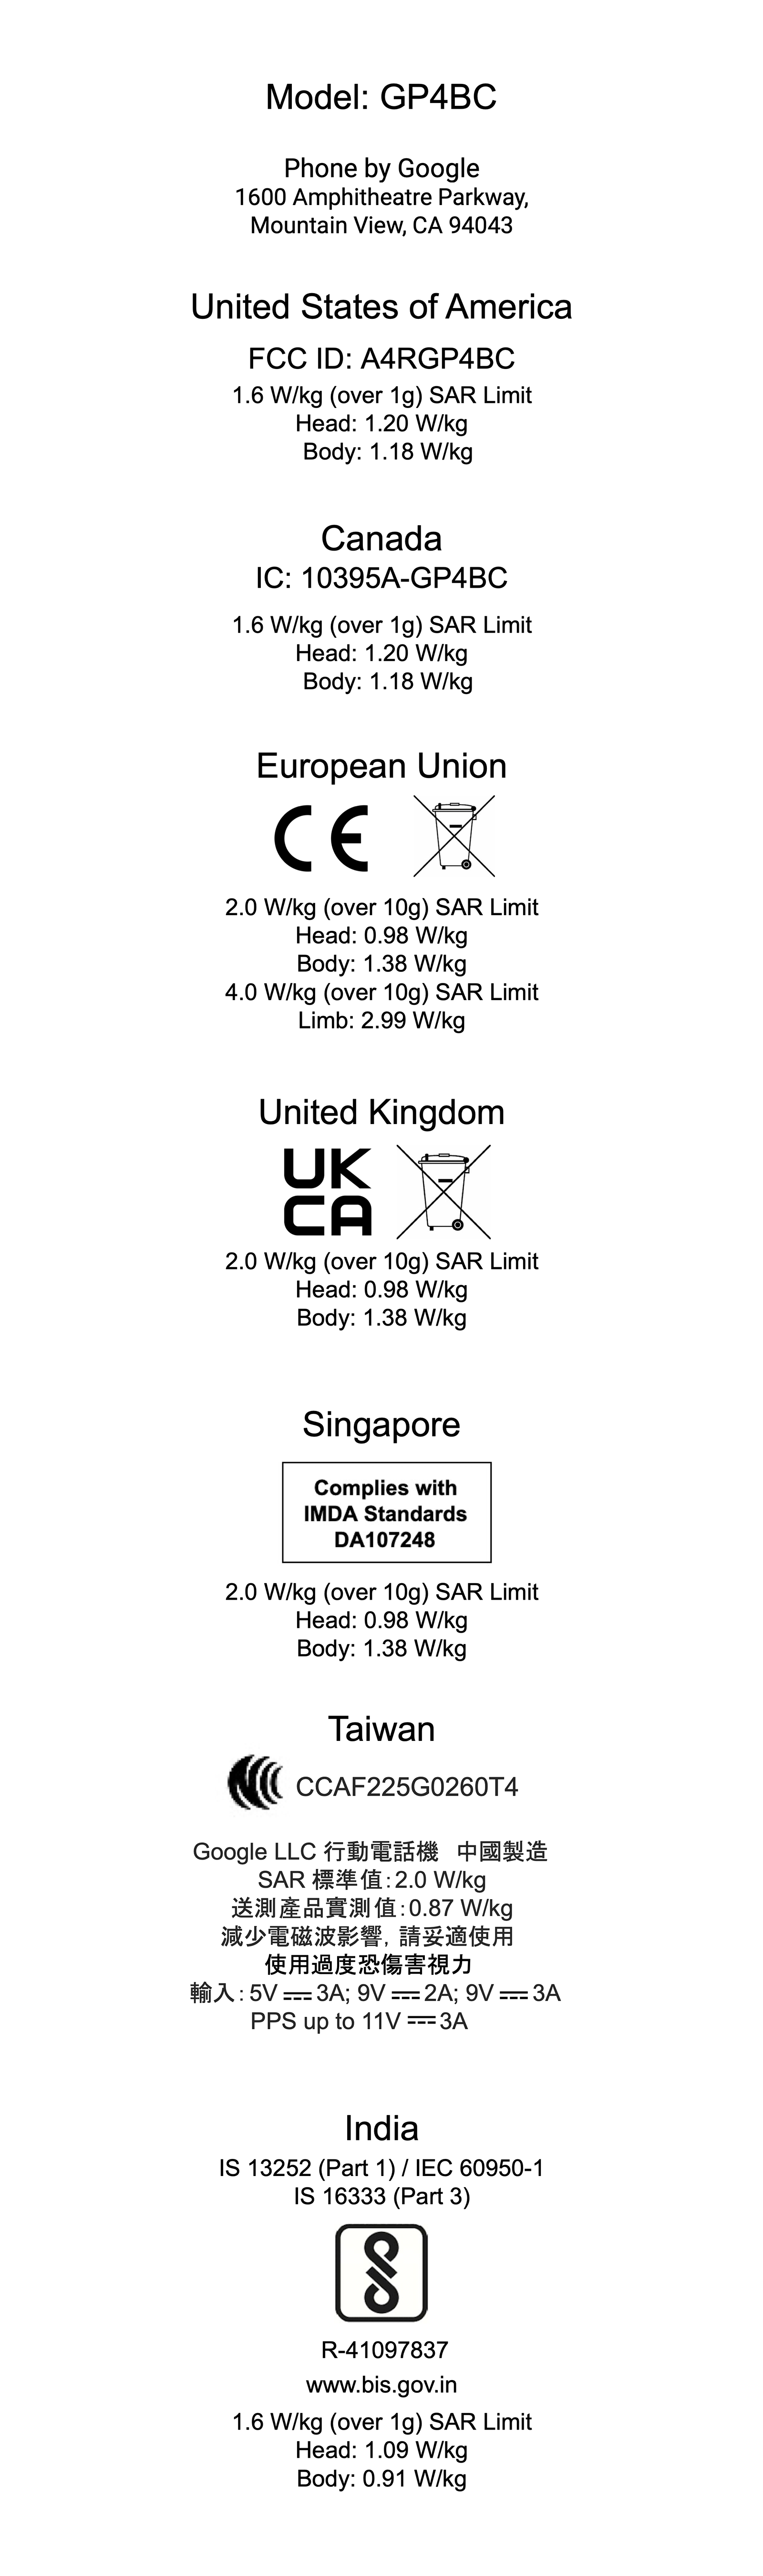 Model: GP4BC
Phone by Google
1600 Amphitheatre Parkway,
Mountain View, CA 94043
United States of America
FCC ID: A4RGP4BC
1.6 W/kg (over 1g) SAR Limit
Head: 1.20 W/kg
Body: 1.18 W/kg
Canada
IC: 10395A-GP4BC
1.6 W/kg (over 1g) SAR Limit
Head: 1.20 W/kg
Body: 1.18 W/kg
European Union
CE
2.0 W/kg (over 10g) SAR Limit
Head: 0.98 W/kg
Body: 1.38 W/kg
4.0 W/kg (over 10g) SAR Limit
Limb: 2.99 W/kg
United Kingdom
UK
CA
2.0 W/kg (over 10g) SAR Limit
Head: 0.98 W/kg
Body: 1.38 W/kg
Singapore
Complies with
IMDA Standards
DA107248
2.0 W/kg (over 10g) SAR Limit
Head: 0.98 W/kg
Body: 1.38 W/kg
Taiwan
CCAF225G0260T4
Google LLC 行動電話機 中國製造
SAR 標準值：2.0 W/kg
送測產品實測值：0.87 W/kg
減少電磁波影響，請妥適使用
使用過度恐傷害視力
輸入：5V ⎓ 3A; 9V ⎓ 2A; 9V ⎓ 3A
PPS up to 11V ⎓ 3A
India
IS 13252 (Part 1) / IEC 60950-1
IS 16333 (Part 3)
R-41097837
www.bis.gov.in
1.6 W/kg (over 1g) SAR Limit
Head: 1.09 W/kg
Body: 0.91 W/kg